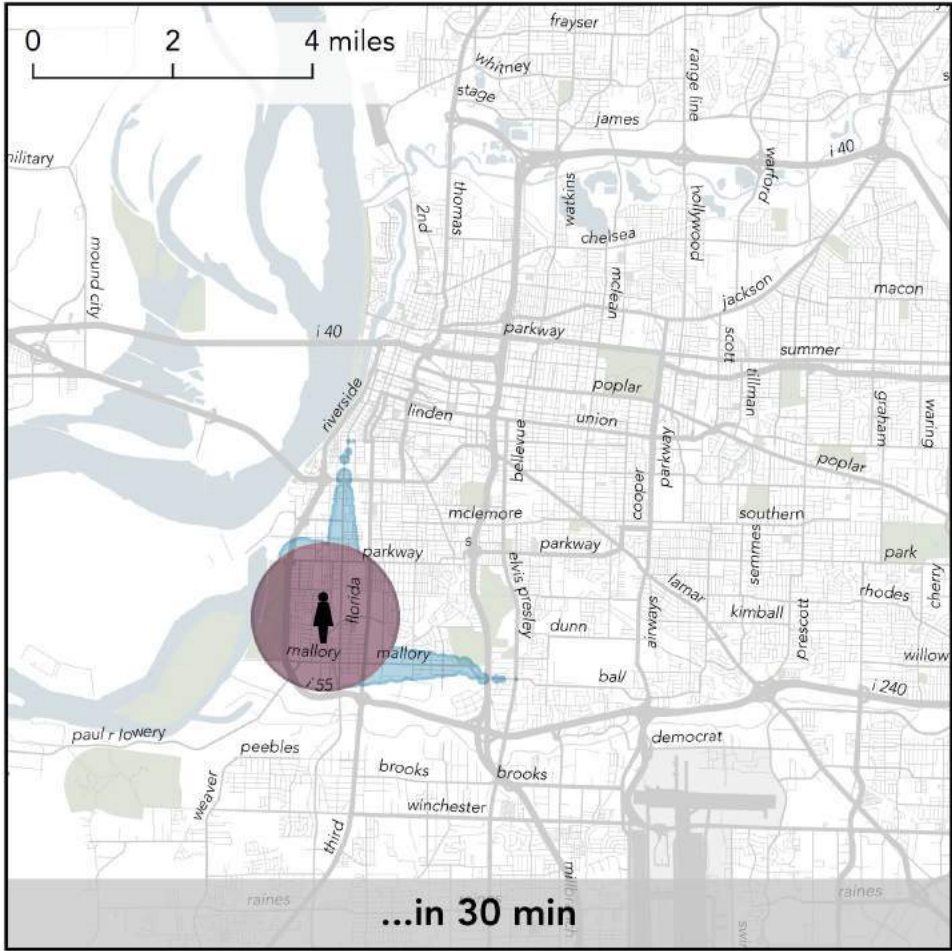 0 2 4 miles
frayser
whitney
stage
range line
james
i 40
warford
military
thomas
2nd
watkins
hollywood
chelsea
mound city
mclean
jackson
macon
i 40
parkway
scott
summer
poplar
tillman
riverside
linden
union
graham
waring
bellevue
parkway
poplar
cooper
mclemore
southern
semmes
parkway
parkway
park
elvis presley
lamar
rhodes
cherry
florida
airways
kimball
prescott
dunn
mallory
mallory
willow
i 55
ball
i 240
paul r lowery
democrat
peebles
weaver
brooks
brooks
winchester
third
raines
raines
...in 30 min